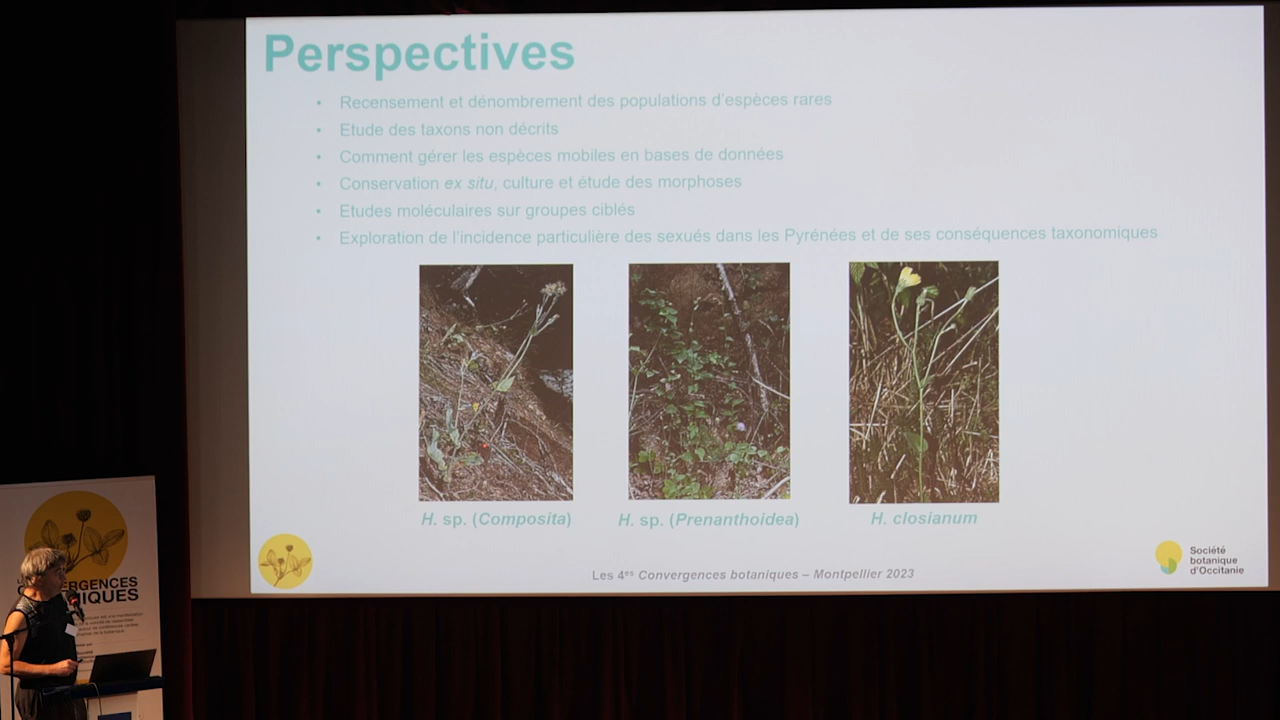 Perspectives
• Recensement et dénombrement des populations d'espèces rares
• Etude des taxons non décrits
• Comment gérer les espèces mobiles en bases de données
• Conservation ex situ, culture et étude des morphoses
• Etudes moléculaires sur groupes ciblés
• Exploration de l'incidence particulière des sexués dans les Pyrénées et de ses conséquences taxonomiques
H. sp. (Composita)
H. sp. (Prenanthoidea)
H. closianum
Les 4es Convergences botaniques – Montpellier 2023
Société
botanique
d'Occitanie
ERGENCES
IQUES